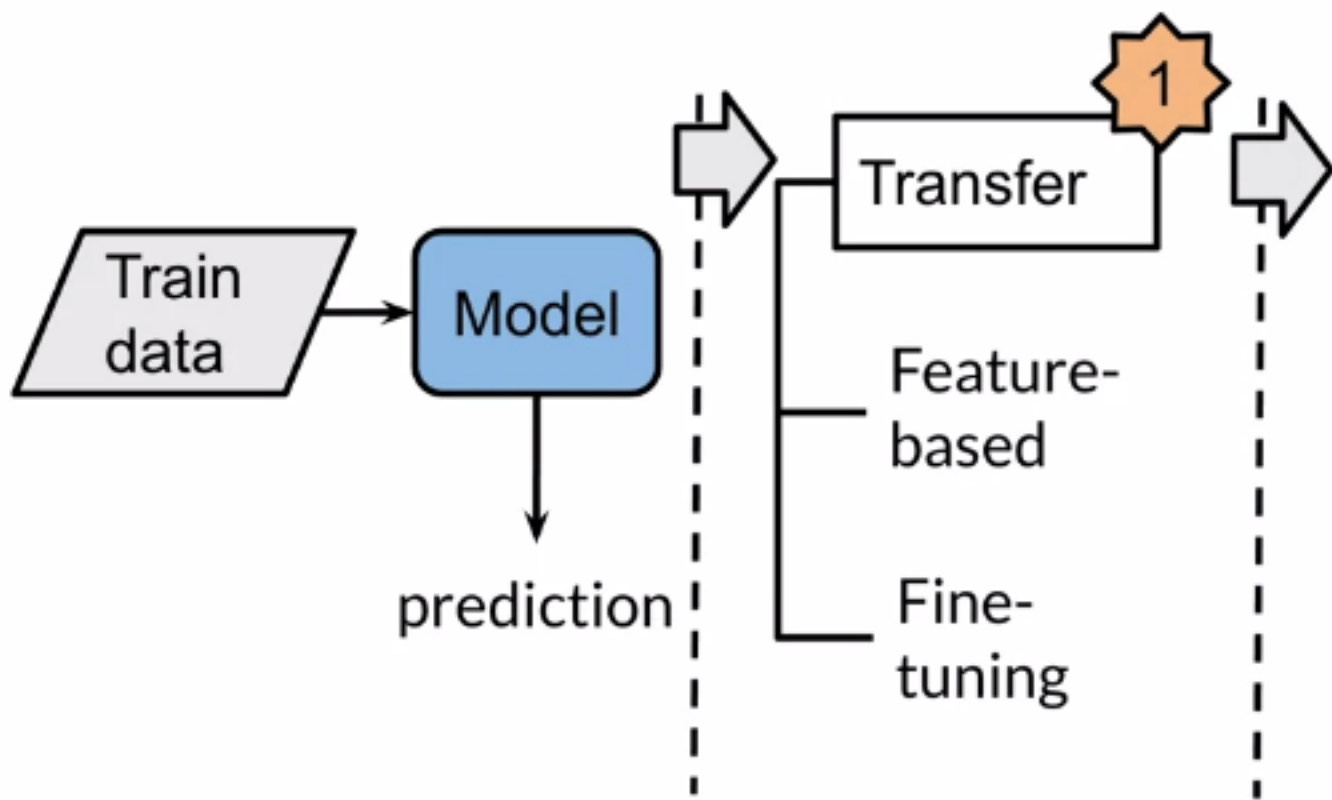 Train
data
Model
prediction
Transfer
1
Feature-
based
Fine-
tuning